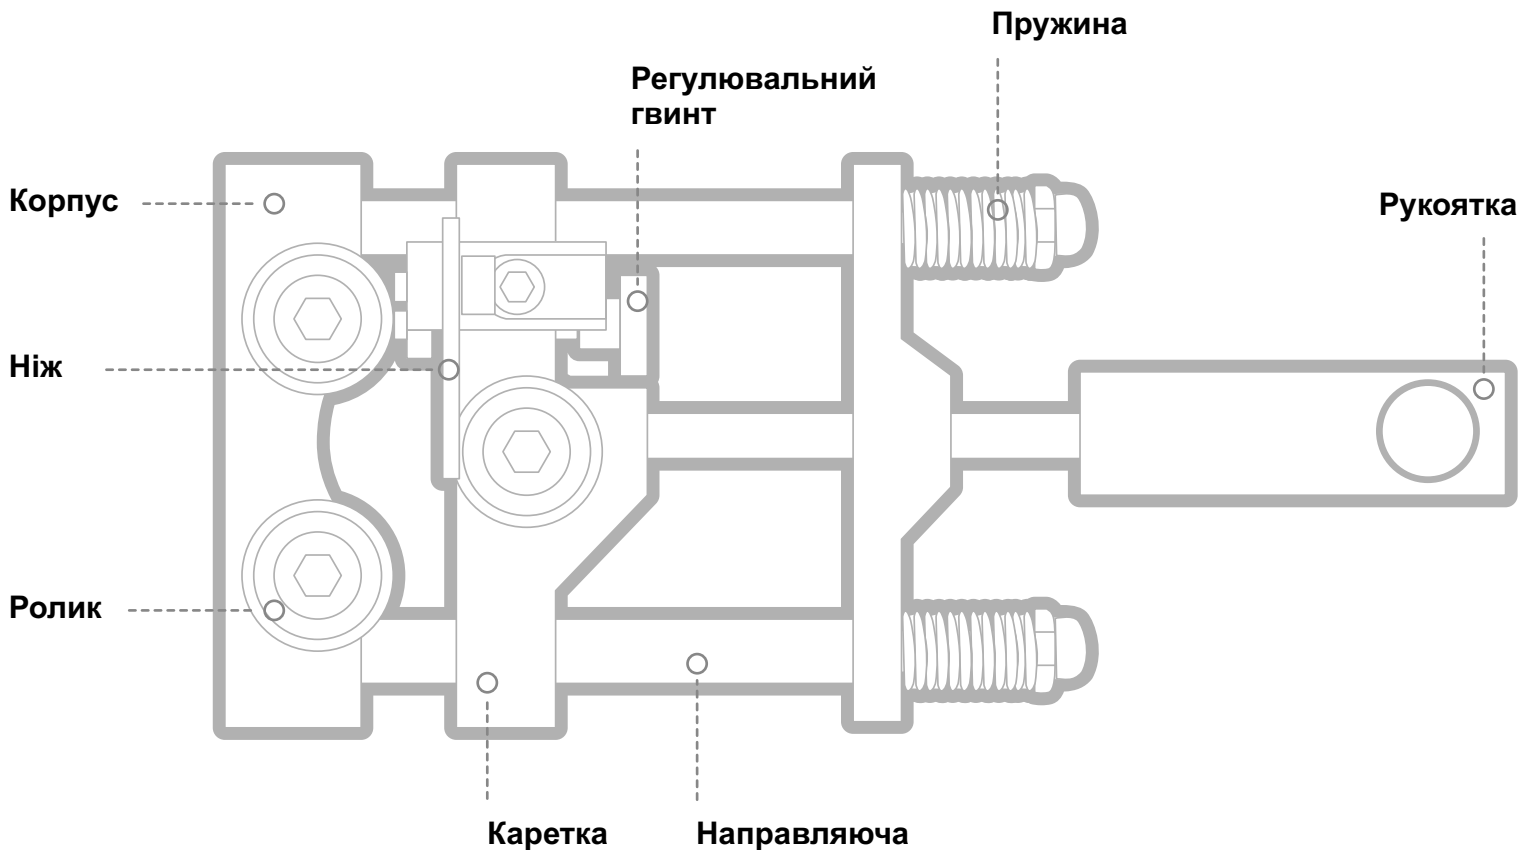 Пружина
Регулювальний
гвинт
Корпус
Рукоятка
Ніж
Ролик
Каретка
Направляюча